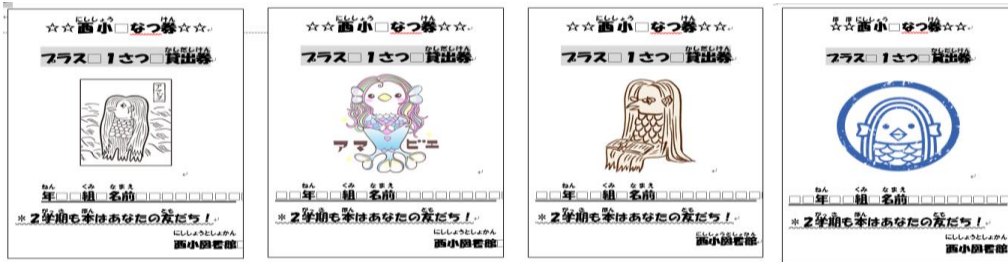 ☆☆西小□なつ券☆☆
プラス□1さつ□貸出券
年 組 名前
＊2学期も本はあなたの友だち！
西小図書館
☆☆西小□なつ券☆☆
プラス□1さつ□貸出券
アマビエ
年 組 名前
＊2学期も本はあなたの友だち！
西小図書館
☆☆西小□なつ券☆☆
プラス□1さつ□貸出券
年 組 名前
＊2学期も本はあなたの友だち！
西小図書館
☆☆西小□なつ券☆☆
プラス□1さつ□貸出券
年 組 名前
＊2学期も本はあなたの友だち！
西小図書館